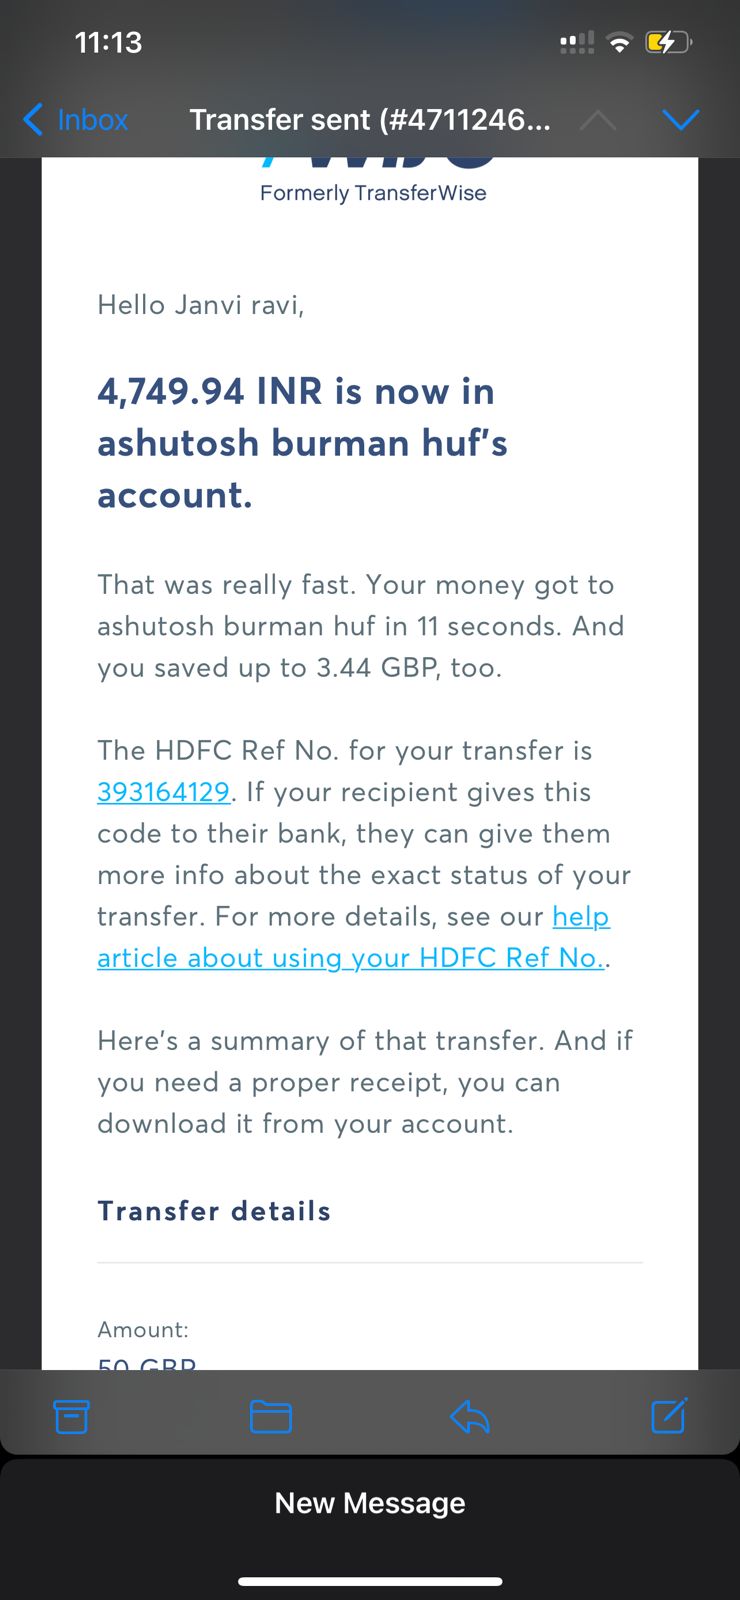 11:13
Inbox
Transfer sent (#4711246...
Formerly TransferWise
Hello Janvi ravi,
4,749.94 INR is now in
ashutosh burman huf's
account.
That was really fast. Your money got to
ashutosh burman huf in 11 seconds. And
you saved up to 3.44 GBP, too.
The HDFC Ref No. for your transfer is
393164129. If your recipient gives this
code to their bank, they can give them
more info about the exact status of your
transfer. For more details, see our help
article about using your HDFC Ref No..
Here's a summary of that transfer. And if
you need a proper receipt, you can
download it from your account.
Transfer details
Amount:
50 GBP
New Message